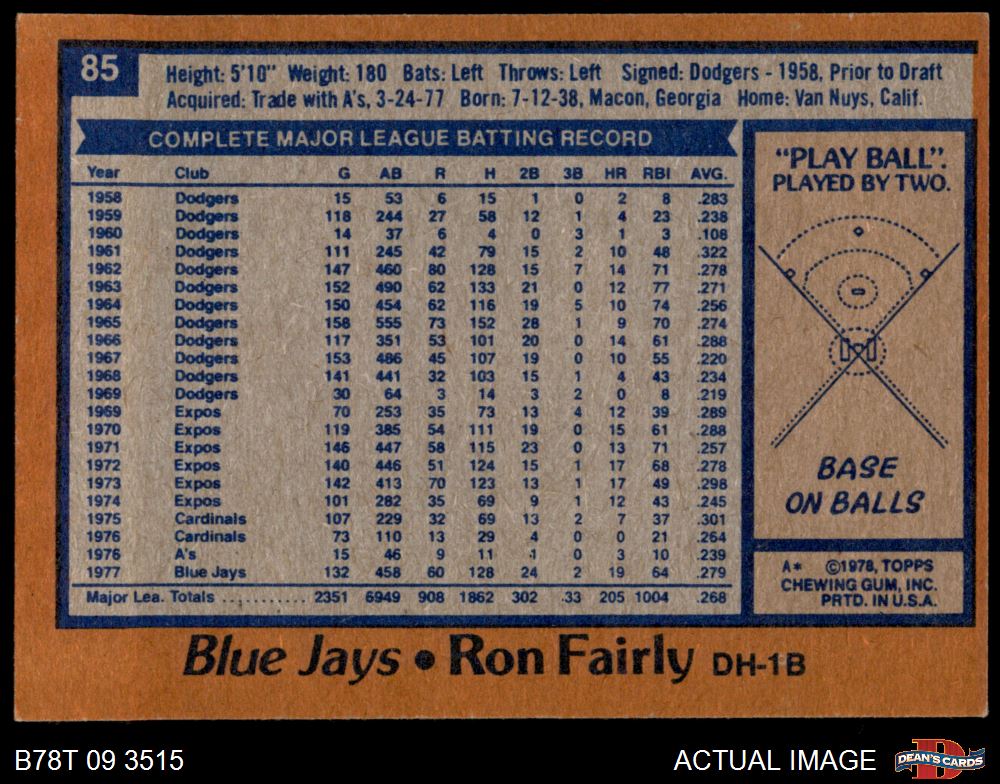 85
Height: 5'10" Weight: 180 Bats: Left Throws: Left Signed: Dodgers - 1958, Prior to Draft
Acquired: Trade with A's, 3-24-77 Born: 7-12-38, Macon, Georgia Home: Van Nuys, Calif.
COMPLETE MAJOR LEAGUE BATTING RECORD
Year Club G AB R H 2B 3B HR RBI AVG.
1958 Dodgers 15 53 6 15 1 0 2 8 .283
1959 Dodgers 118 244 27 58 12 1 4 23 .238
1960 Dodgers 14 37 6 4 0 3 1 3 .108
1961 Dodgers 111 245 42 79 15 2 10 48 .322
1962 Dodgers 147 460 80 128 15 7 14 71 .278
1963 Dodgers 152 490 62 133 21 0 12 77 .271
1964 Dodgers 150 454 62 116 19 5 10 74 .256
1965 Dodgers 158 555 73 152 28 1 9 70 .274
1966 Dodgers 117 351 53 101 20 0 14 61 .288
1967 Dodgers 153 486 45 107 19 0 10 55 .220
1968 Dodgers 141 441 32 103 15 1 4 43 .234
1969 Dodgers 30 64 3 14 3 2 0 8 .219
1969 Expos 70 253 35 73 13 4 12 39 .289
1970 Expos 119 385 54 111 19 0 15 61 .288
1971 Expos 146 447 58 115 23 0 13 71 .257
1972 Expos 140 446 51 124 15 1 17 68 .278
1973 Expos 142 413 70 123 13 1 17 49 .298
1974 Expos 101 282 35 69 9 1 12 43 .245
1975 Cardinals 107 229 32 69 13 2 7 37 .301
1976 Cardinals 73 110 13 29 4 0 0 21 .264
1976 A's 15 46 9 11 1 0 3 10 .239
1977 Blue Jays 132 458 60 128 24 2 19 64 .279
Major Lea. Totals ........... 2351 6949 908 1862 302 33 205 1004 .268
"PLAY BALL".
PLAYED BY TWO.
BASE
ON BALLS
A* ©1978, TOPPS
CHEWING GUM, INC.
PRTD. IN U.S.A.
Blue Jays • Ron Fairly DH-1B
B78T 09 3515
ACTUAL IMAGE
D
DEAN'S CARDS